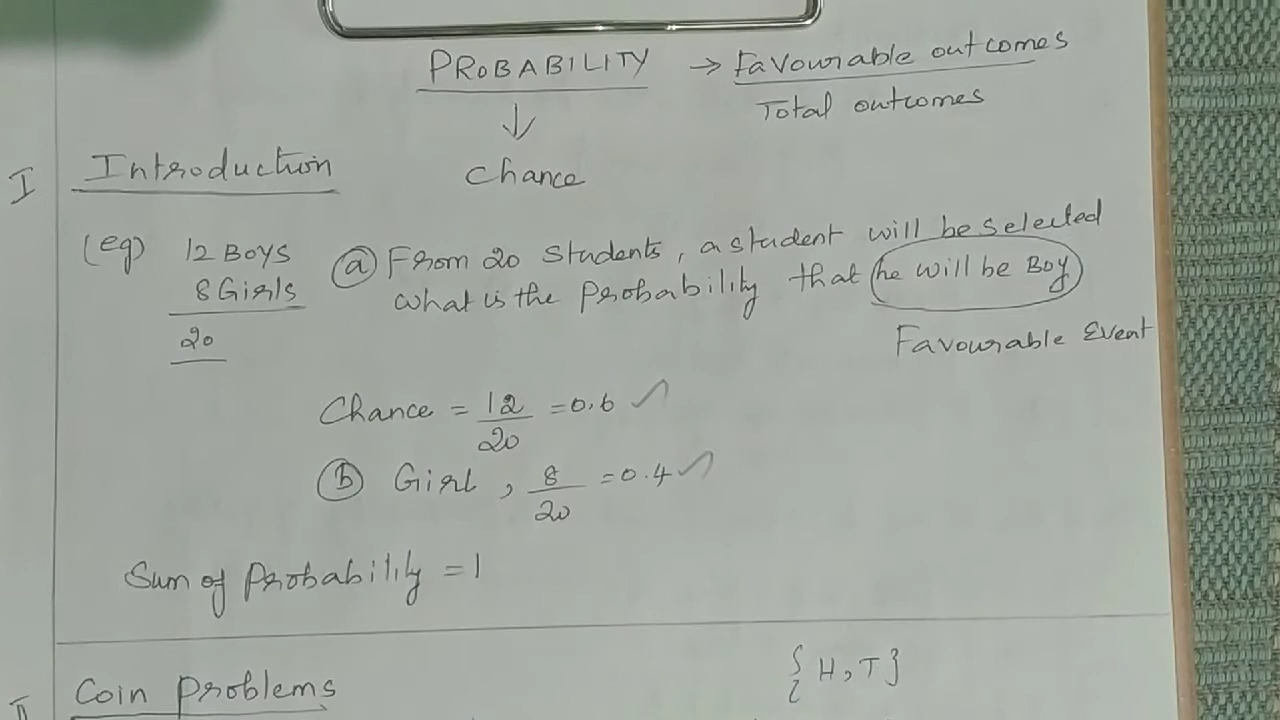 PROBABILITY → Favourable outcomes
Total outcomes
↓
Chance
I Introduction
(eg) 12 Boys
8 Girls
20
(a) From 20 Students, a student will be selected
what is the Probability that he will be Boy
Favourable Event
Chance = 12/20 = 0.6 ✓
(b) Girl, 8/20 = 0.4 ✓
Sum of Probability = 1
II Coin Problems
{H, T}